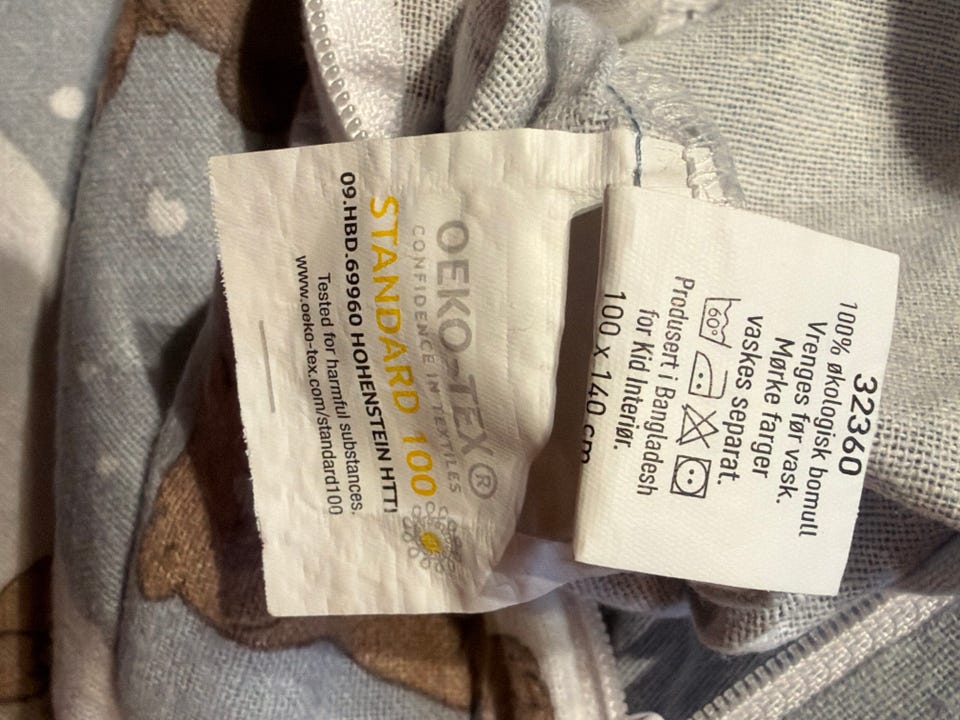 OEKO-TEX®
CONFIDENCE IN TEXTILES
STANDARD 100
09.HBD.69960 HOHENSTEIN HTTI
Tested for harmful substances.
www.oeko-tex.com/standard100
32360
100% økologisk bomull
Vrenges før vask.
Mørke farger
vaskes separat.
60°
Produsert i Bangladesh
for Kid Interiør.
100 x 140 cm